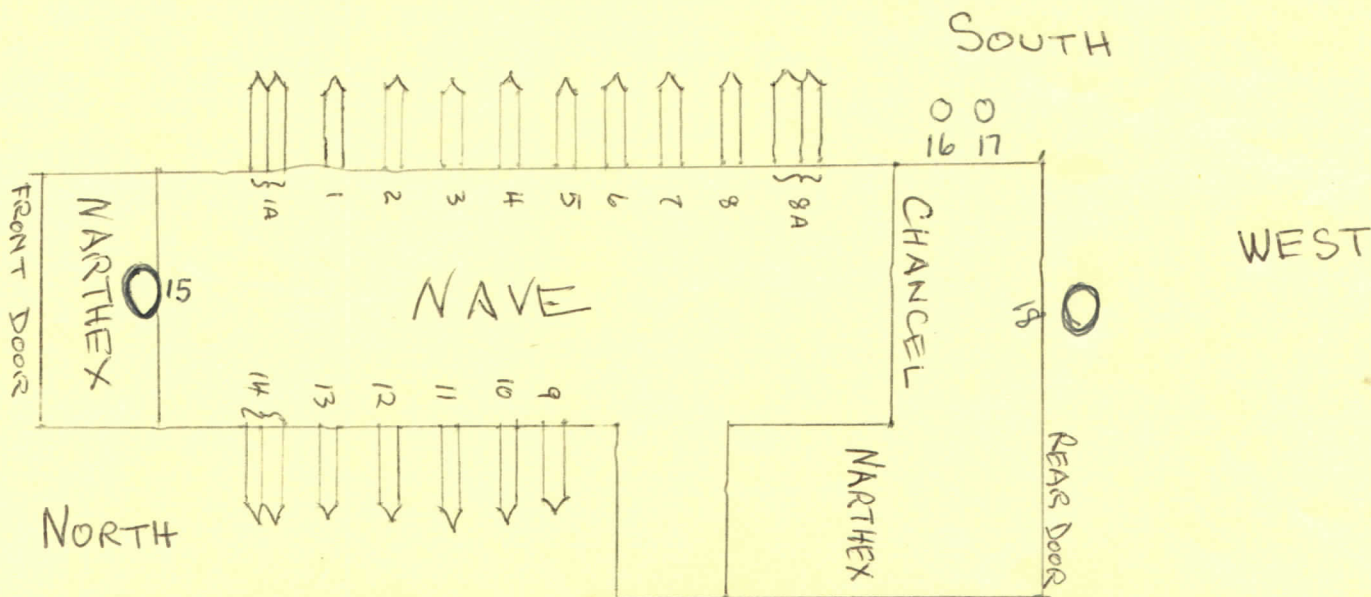 SOUTH
16 17
WEST
FRONT DOOR
NARTHEX
15
1A 1 2 3 4 5 6 7 8 8A
NAVE
CHANCEL
18
14 13 12 11 10 9
NORTH
NARTHEX
REAR DOOR